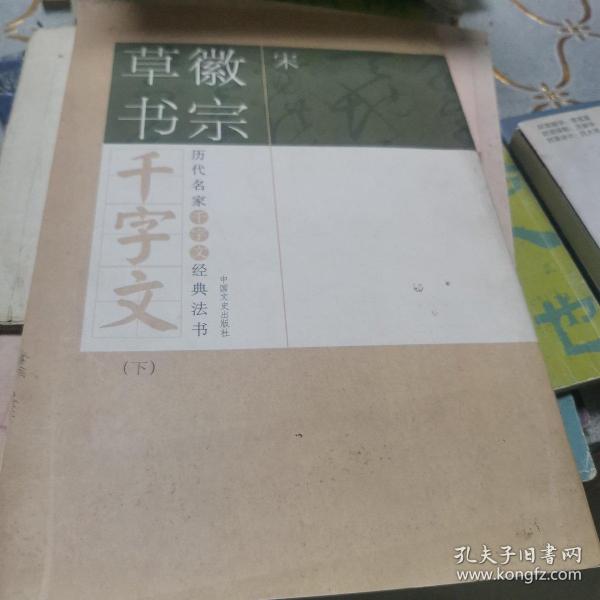 宋
徽宗
草书
千字文
历代名家千字文经典法书
中国文史出版社
（下）
世
孔夫子旧书网
www.kongfz.com